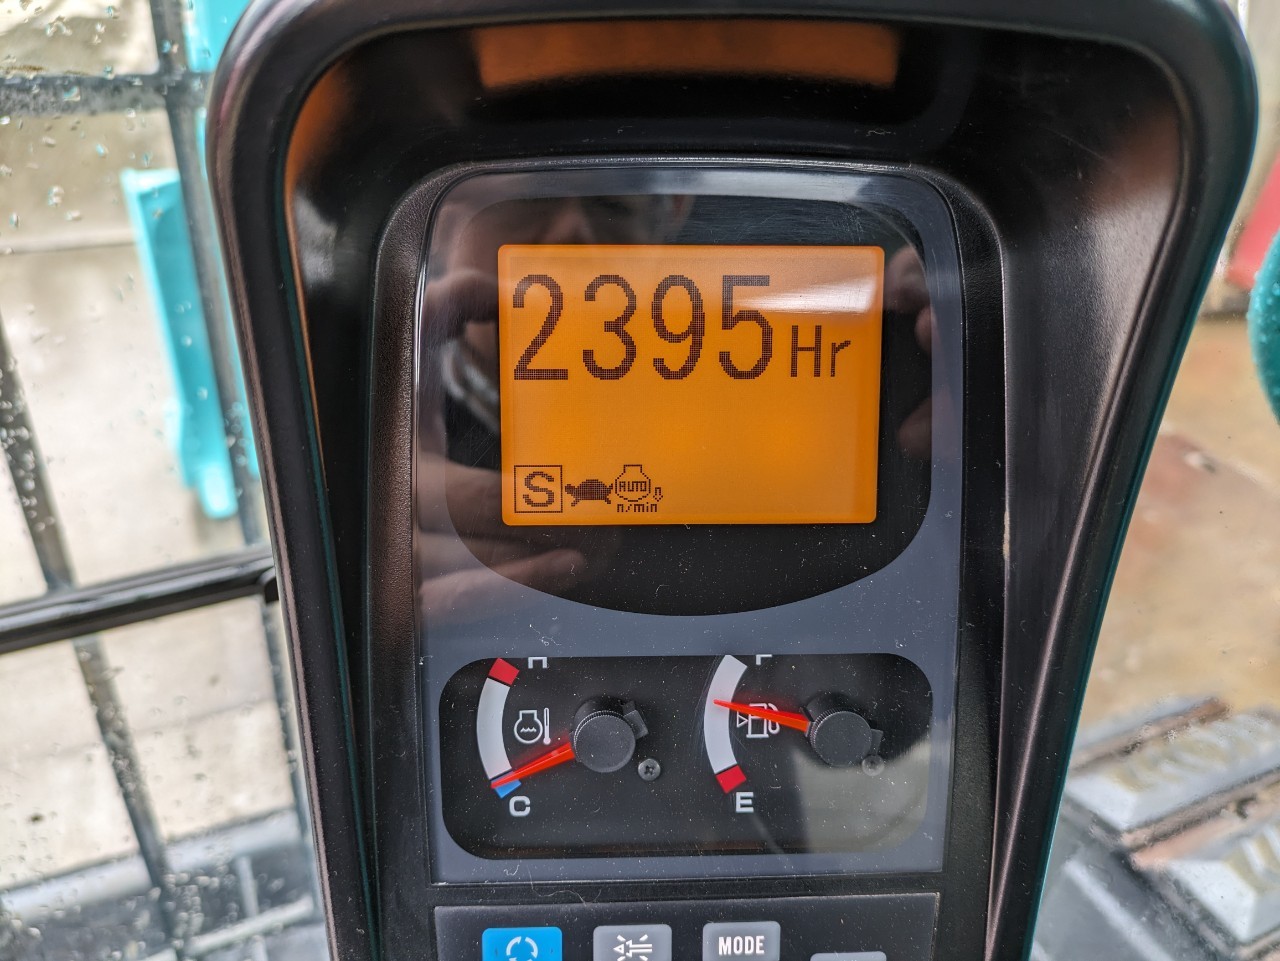 2395 Hr
S AUTO
n/min n
H F
C E
MODE